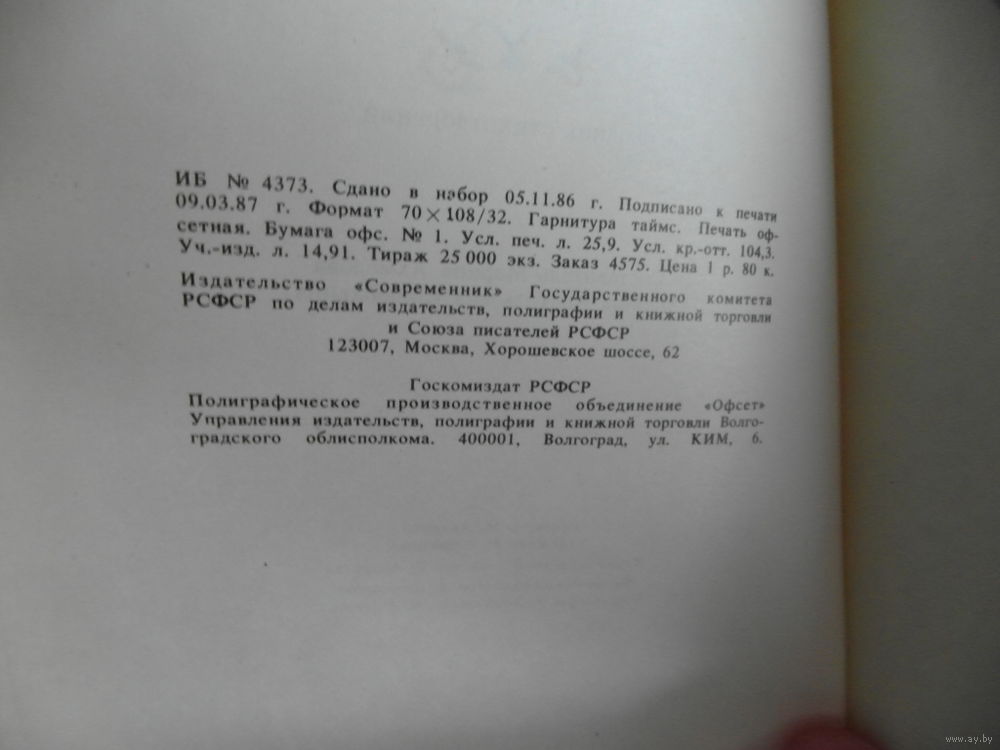 ИБ № 4373. Сдано в набор 05.11.86 г. Подписано к печати
09.03.87 г. Формат 70×108/32. Гарнитура таймс. Печать оф-
сетная. Бумага офс. № 1. Усл. печ. л. 25,9. Усл. кр.-отт. 104,3.
Уч.-изд. л. 14,91. Тираж 25 000 экз. Заказ 4575. Цена 1 р. 80 к.
Издательство «Современник» Государственного комитета
РСФСР по делам издательств, полиграфии и книжной торговли
и Союза писателей РСФСР
123007, Москва, Хорошевское шоссе, 62
Госкомиздат РСФСР
Полиграфическое производственное объединение «Офсет»
Управления издательств, полиграфии и книжной торговли Волго-
градского облисполкома. 400001, Волгоград, ул. КИМ, 6.
www.ay.by